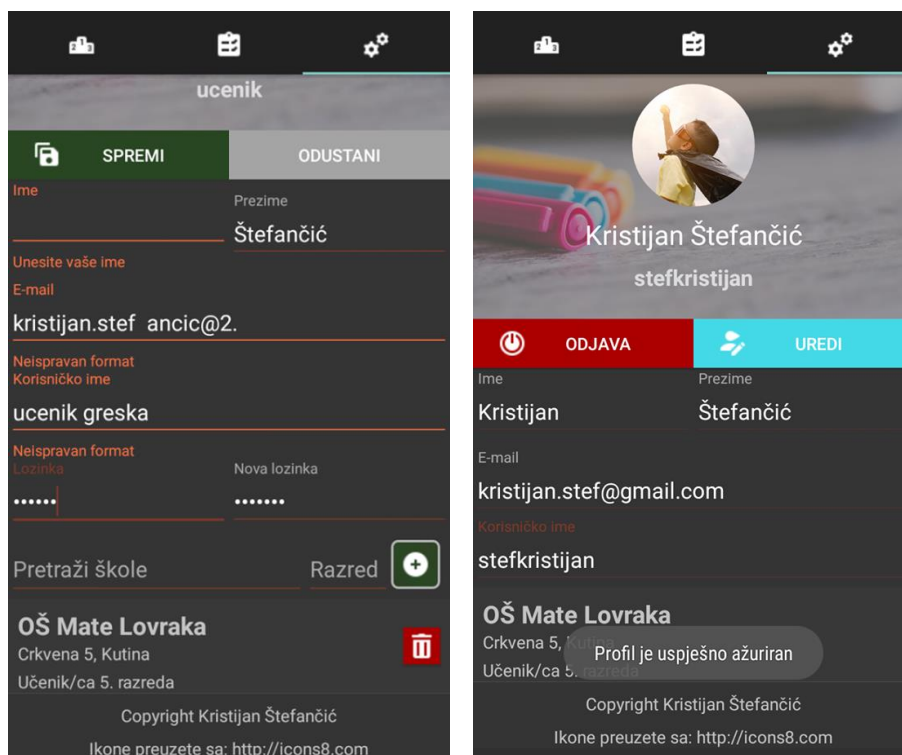 ucenik
SPREMI ODUSTANI
Ime Prezime
Štefančić
Unesite vaše ime
E-mail
kristijan.stef ancic@2.
Neispravan format
Korisničko ime
ucenik greska
Neispravan format
Lozinka Nova lozinka
Pretraži škole Razred
OŠ Mate Lovraka
Crkvena 5, Kutina
Učenik/ca 5. razreda
Copyright Kristijan Štefančić
Ikone preuzete sa: http://icons8.com
Kristijan Štefančić
stefkristijan
ODJAVA UREDI
Ime Prezime
Kristijan Štefančić
E-mail
kristijan.stef@gmail.com
Korisničko ime
stefkristijan
OŠ Mate Lovraka
Crkvena 5, Kutina
Profil je uspješno ažuriran
Učenik/ca 5.
Copyright Kristijan Štefančić
Ikone preuzete sa: http://icons8.com